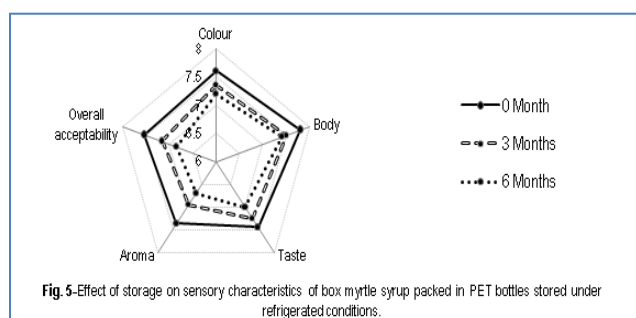 Colour
8
7.5
7
6.5
6
Body
Taste
Aroma
Overall
acceptability
0 Month
3 Months
6 Months
Fig. 5-Effect of storage on sensory characteristics of box myrtle syrup packed in PET bottles stored under
refrigerated conditions.